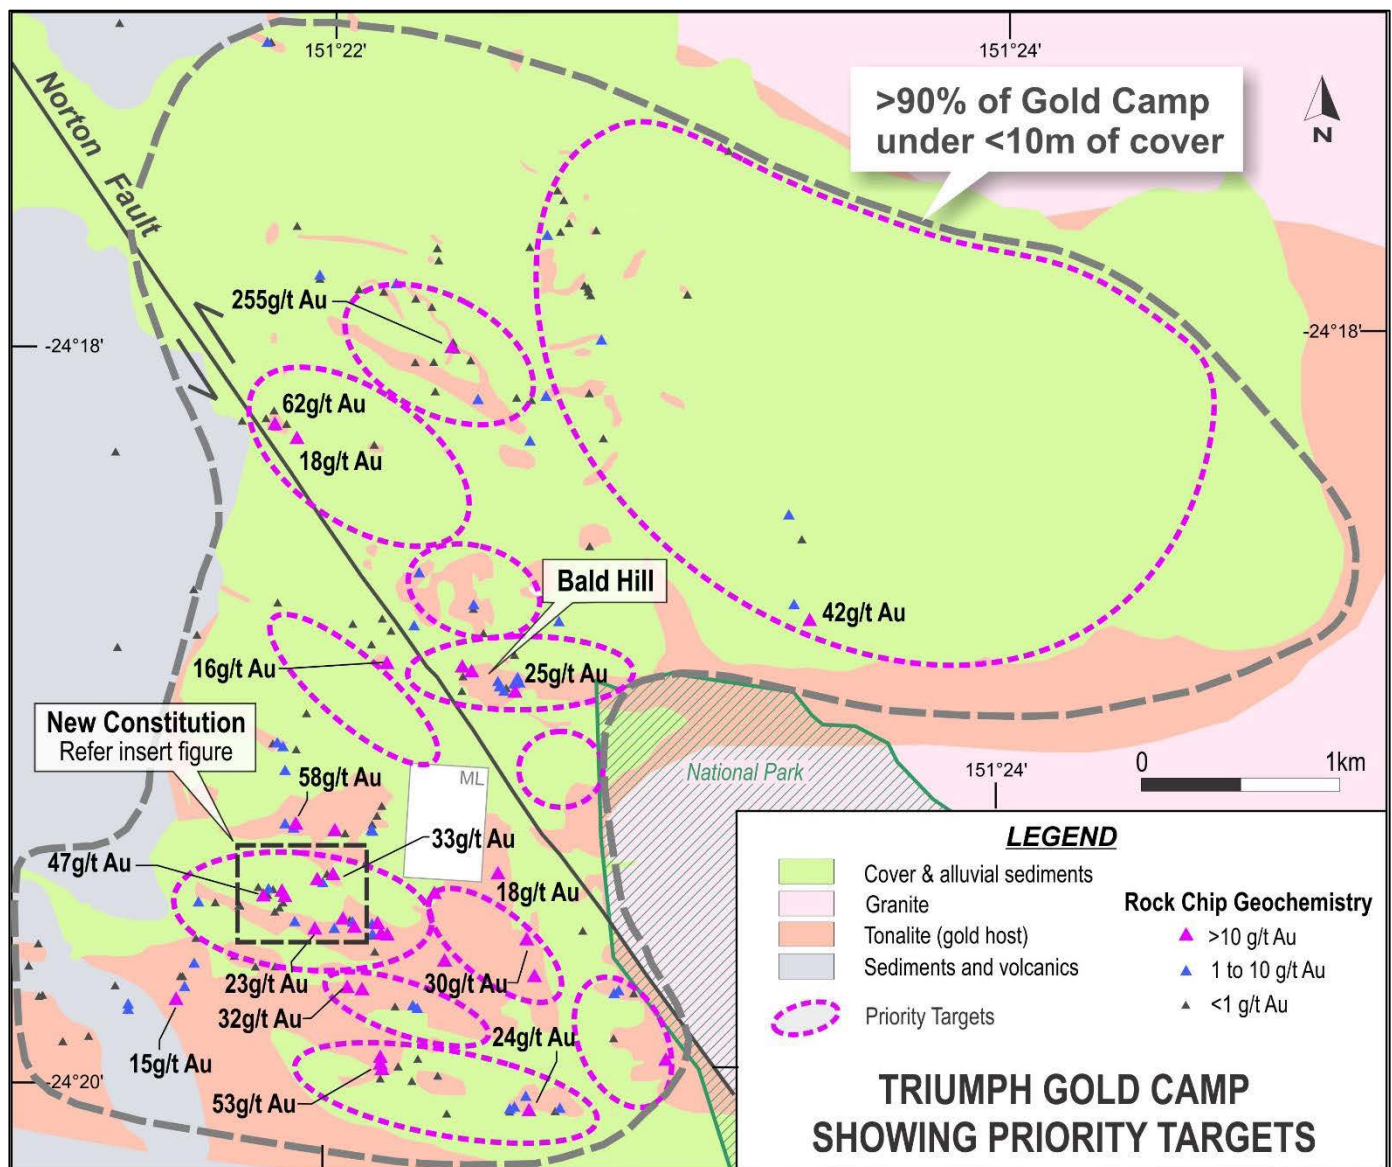 151°22'
151°24'
>90% of Gold Camp
under <10m of cover
N
Norton Fault
255g/t Au
-24°18'
-24°18'
62g/t Au
18g/t Au
Bald Hill
42g/t Au
16g/t Au
25g/t Au
New Constitution
Refer insert figure
ML
National Park
151°24'
0
1km
58g/t Au
33g/t Au
47g/t Au
18g/t Au
23g/t Au
30g/t Au
32g/t Au
24g/t Au
15g/t Au
-24°20'
53g/t Au
LEGEND
Cover & alluvial sediments
Granite
Tonalite (gold host)
Sediments and volcanics
Priority Targets
Rock Chip Geochemistry
>10 g/t Au
1 to 10 g/t Au
<1 g/t Au
TRIUMPH GOLD CAMP
SHOWING PRIORITY TARGETS